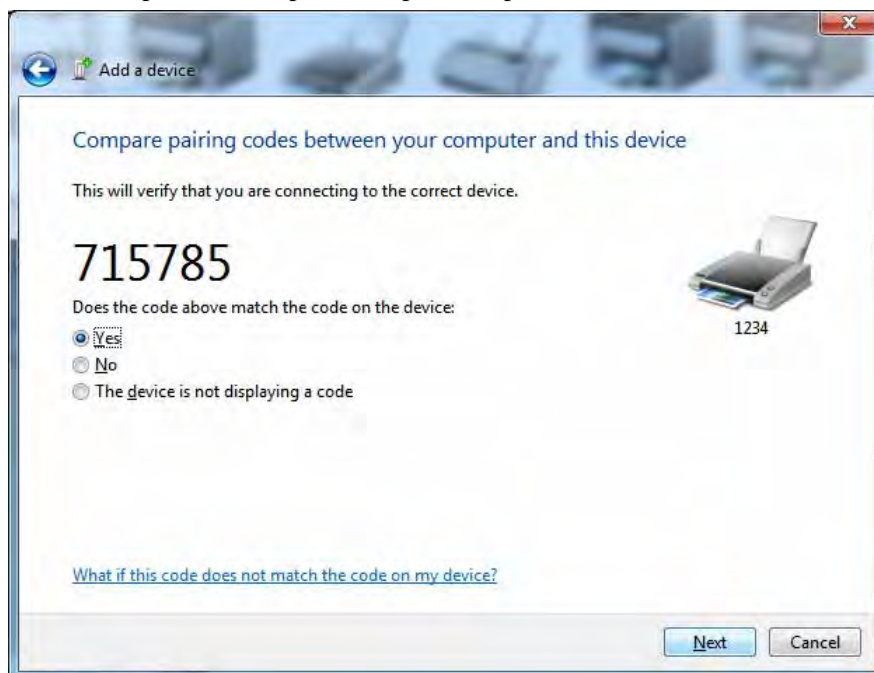 Add a device
Compare pairing codes between your computer and this device
This will verify that you are connecting to the correct device.
715785
Does the code above match the code on the device:
1234
Yes
No
The device is not displaying a code
What if this code does not match the code on my device?
Next Cancel